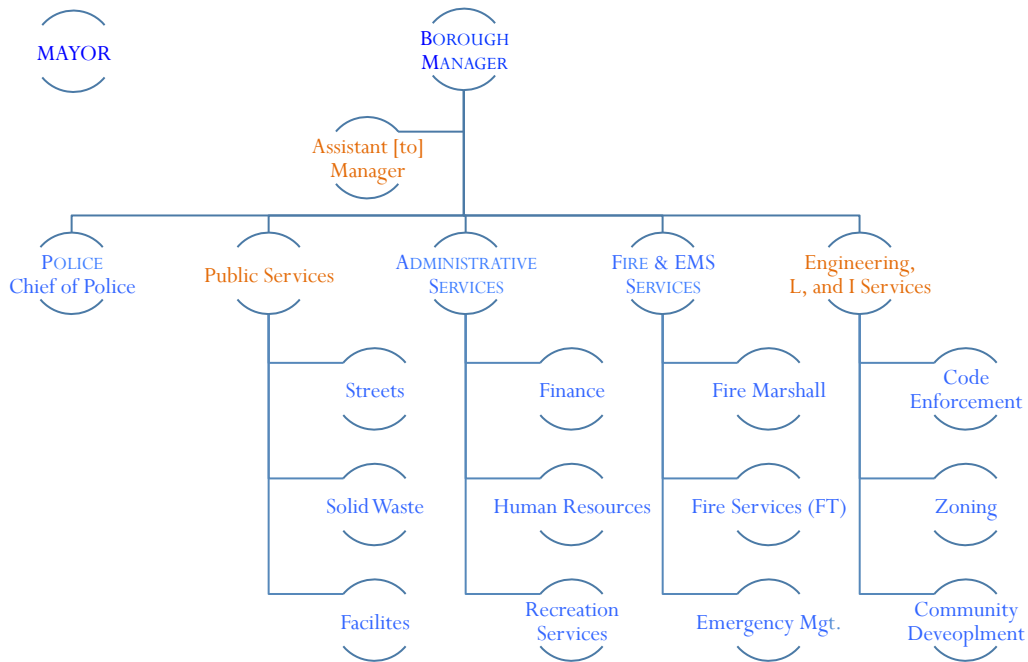 MAYOR
BOROUGH
MANAGER
Assistant [to]
Manager
POLICE
Chief of Police
Public Services
ADMINISTRATIVE
SERVICES
FIRE & EMS
SERVICES
Engineering,
L, and I Services
Streets
Finance
Fire Marshall
Code
Enforcement
Solid Waste
Human Resources
Fire Services (FT)
Zoning
Facilites
Recreation
Services
Emergency Mgt.
Community
Deveoplment